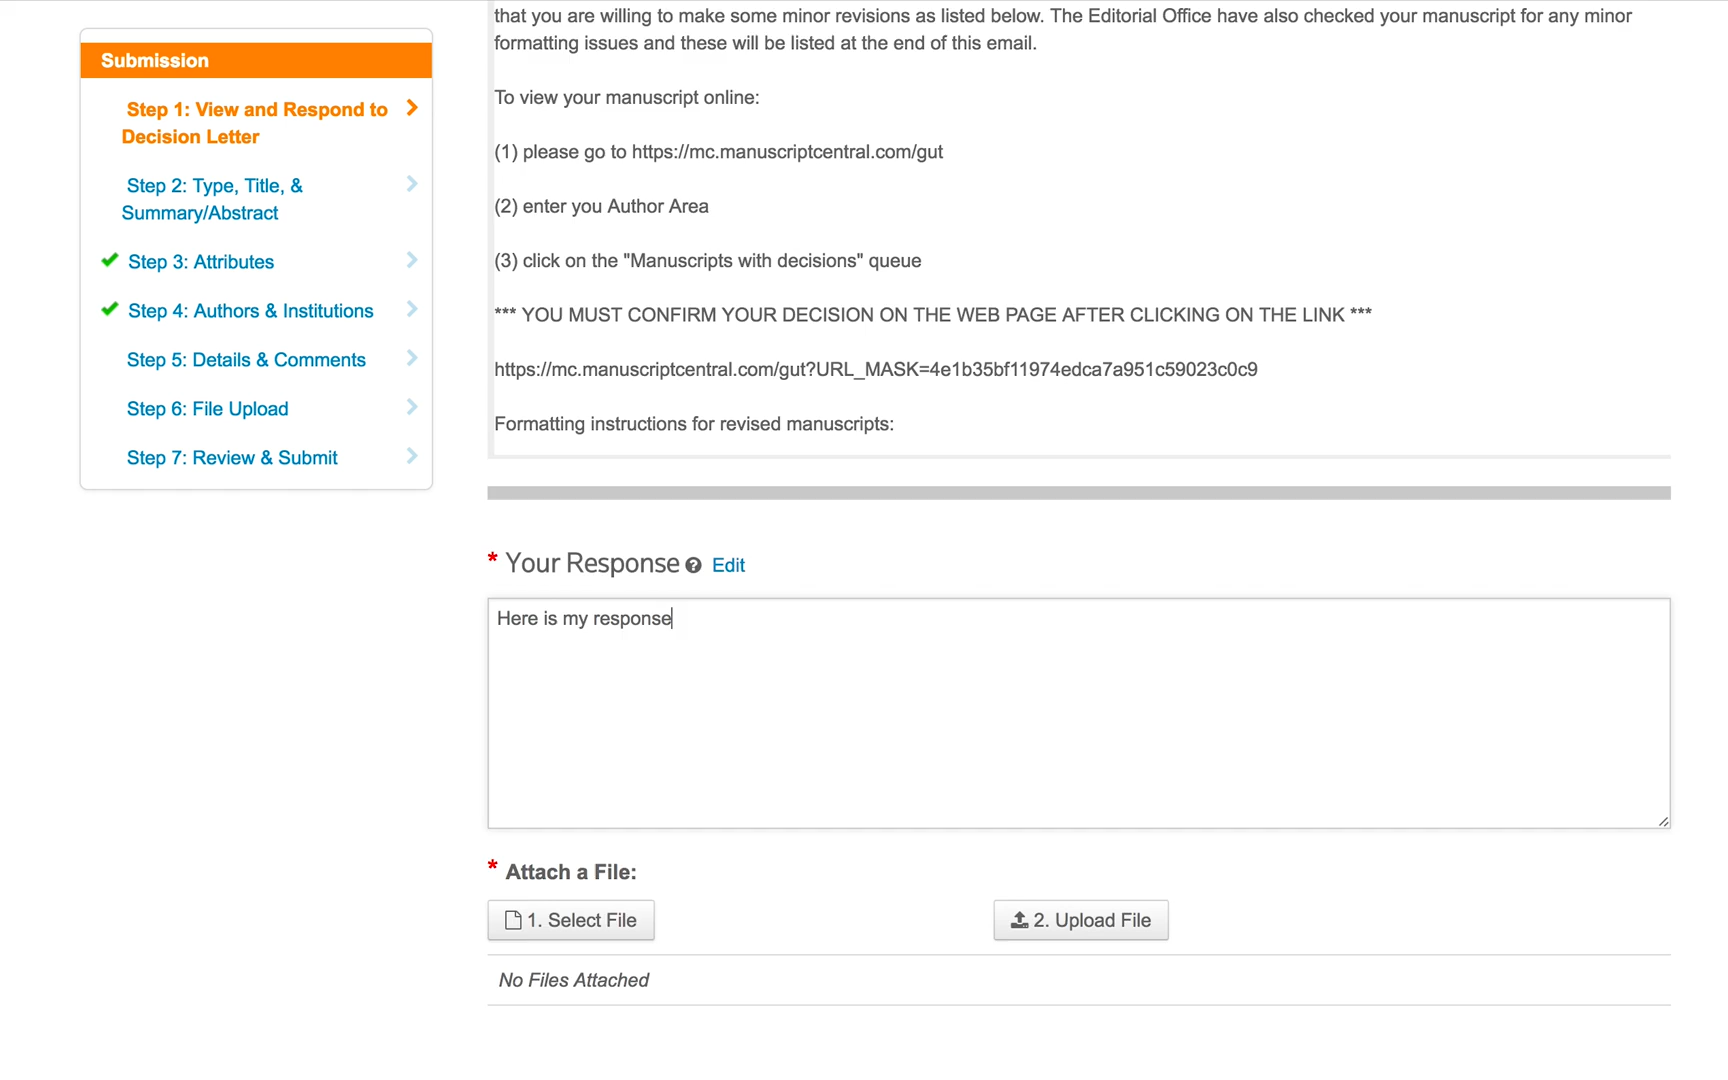 Submission
Step 1: View and Respond to
Decision Letter
Step 2: Type, Title, &
Summary/Abstract
Step 3: Attributes
Step 4: Authors & Institutions
Step 5: Details & Comments
Step 6: File Upload
Step 7: Review & Submit
that you are willing to make some minor revisions as listed below. The Editorial Office have also checked your manuscript for any minor
formatting issues and these will be listed at the end of this email.
To view your manuscript online:
(1) please go to https://mc.manuscriptcentral.com/gut
(2) enter you Author Area
(3) click on the "Manuscripts with decisions" queue
*** YOU MUST CONFIRM YOUR DECISION ON THE WEB PAGE AFTER CLICKING ON THE LINK ***
https://mc.manuscriptcentral.com/gut?URL_MASK=4e1b35bf11974edca7a951c59023c0c9
Formatting instructions for revised manuscripts:
* Your Response ? Edit
Here is my response
* Attach a File:
1. Select File 2. Upload File
No Files Attached